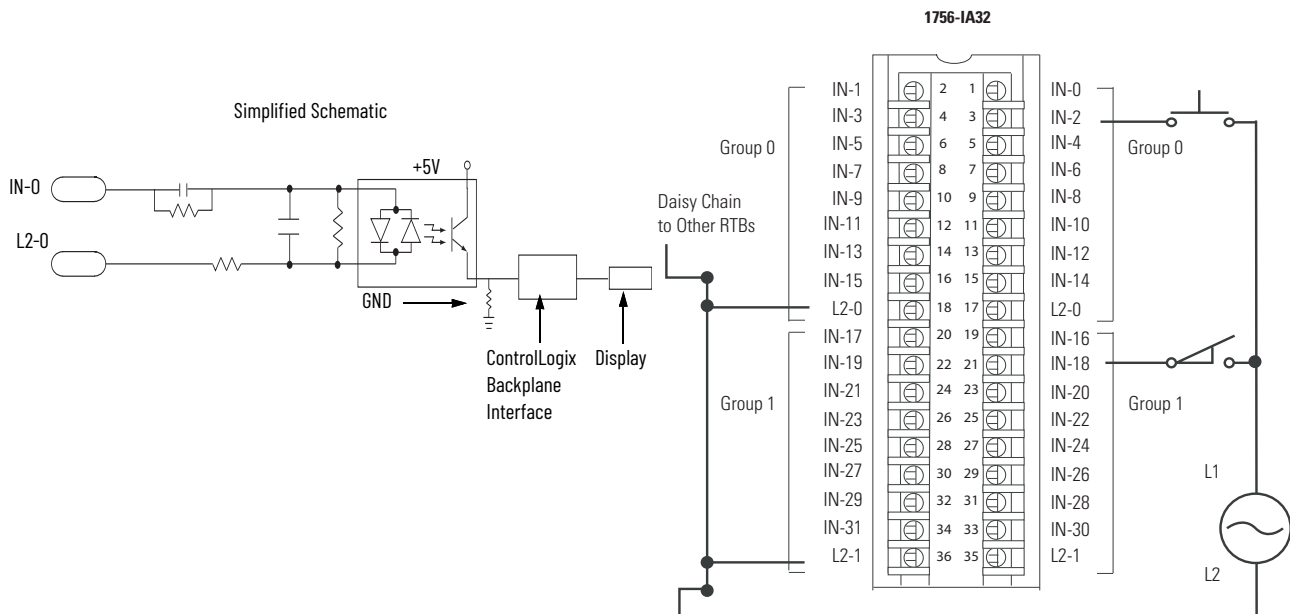 1756-IA32
Simplified Schematic
+5V
IN-0
L2-0
GND
ControlLogix
Backplane
Interface
Display
Daisy Chain
to Other RTBs
Group 0
Group 1
IN-1 2 1 IN-0
IN-3 4 3 IN-2
IN-5 6 5 IN-4
IN-7 8 7 IN-6
IN-9 10 9 IN-8
IN-11 12 11 IN-10
IN-13 14 13 IN-12
IN-15 16 15 IN-14
L2-0 18 17 L2-0
IN-17 20 19 IN-16
IN-19 22 21 IN-18
IN-21 24 23 IN-20
IN-23 26 25 IN-22
IN-25 28 27 IN-24
IN-27 30 29 IN-26
IN-29 32 31 IN-28
IN-31 34 33 IN-30
L2-1 36 35 L2-1
Group 0
Group 1
L1
L2